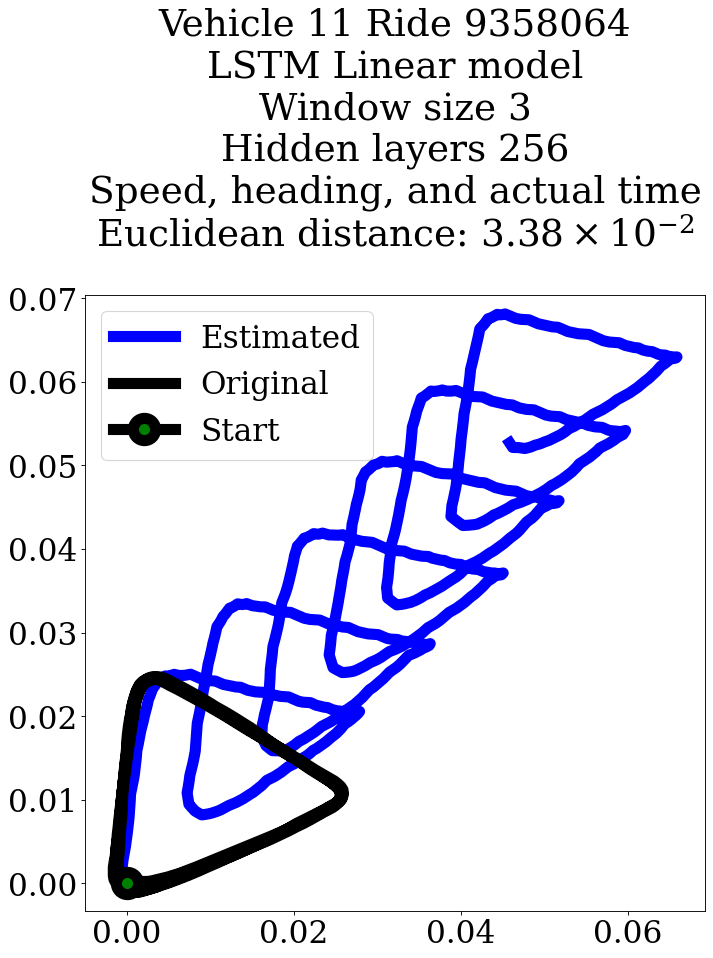 Vehicle 11 Ride 9358064
LSTM Linear model
Window size 3
Hidden layers 256
Speed, heading, and actual time
Euclidean distance: 3.38 × 10⁻²
Estimated
Original
Start
0.07
0.06
0.05
0.04
0.03
0.02
0.01
0.00
0.00 0.02 0.04 0.06